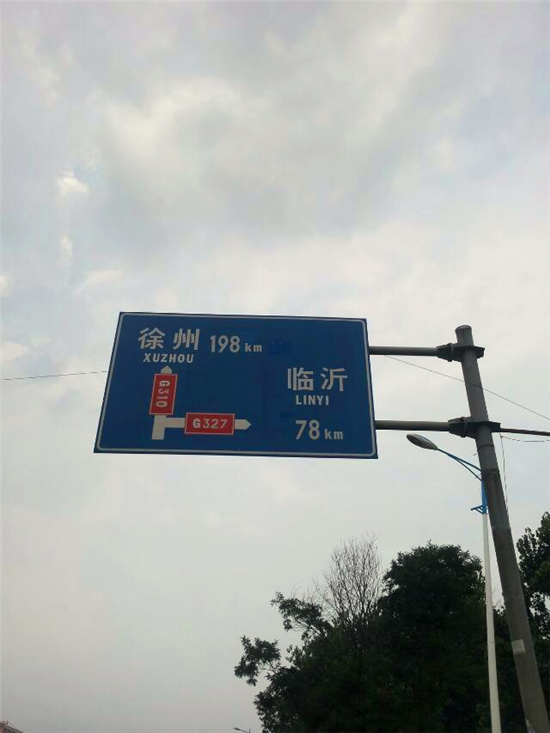 徐州 198 km
XUZHOU
G310
临沂
LINYI
G327
78 km